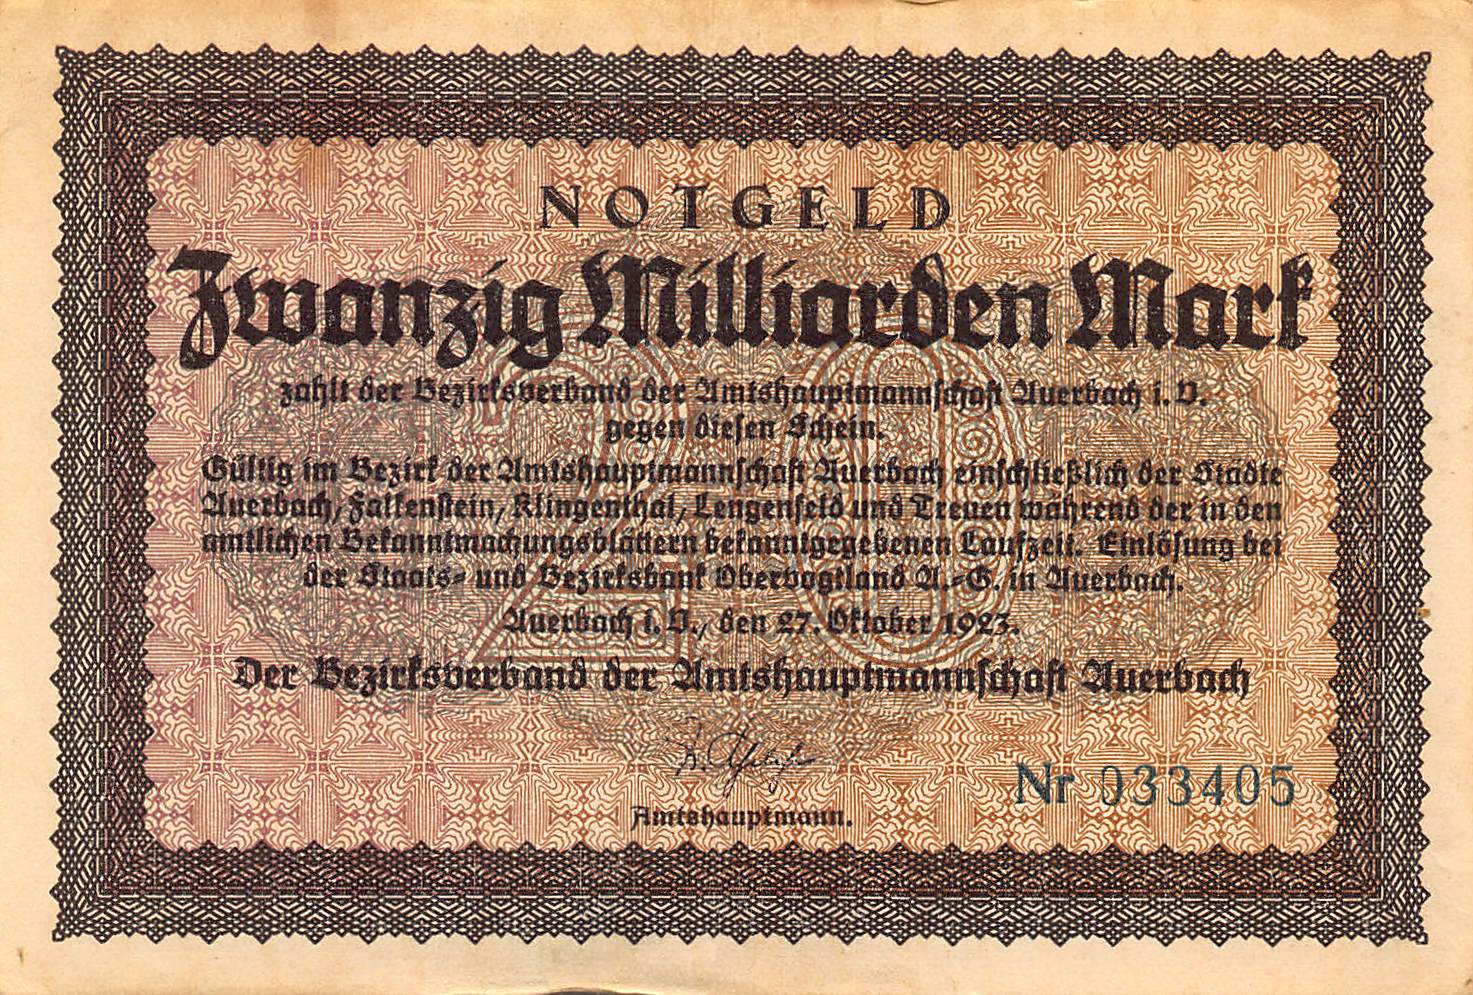 NOTGELD
Zwanzig Milliarden Mark
zahlt der Bezirksverband der Amtshauptmannschaft Auerbach i. V.
gegen diesen Schein.
Gültig im Bezirk der Amtshauptmannschaft Auerbach einschließlich der Städte
Auerbach, Falkenstein, Klingenthal, Lengenfeld und Treuen während der in den
amtlichen Bekanntmachungsblättern bekanntgegebenen Laufzeit. Einlösung bei
der Staats- und Bezirksbank Obervogtland A.-G. in Auerbach.
Auerbach i. V., den 27. Oktober 1923.
Der Bezirksverband der Amtshauptmannschaft Auerbach
20
Amtshauptmann.
Nr 033405